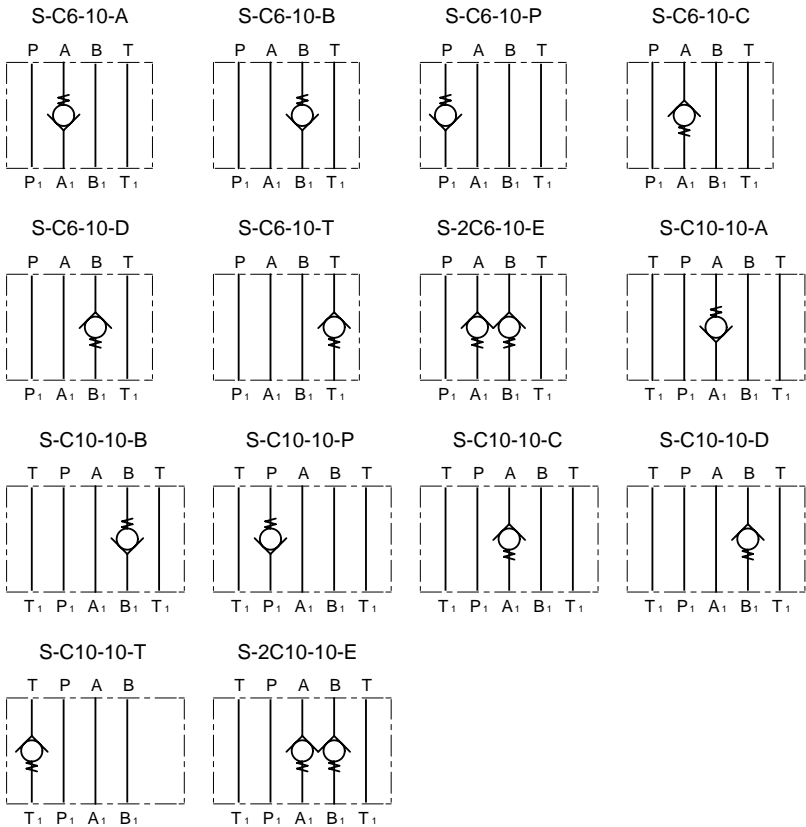 S-C6-10-A S-C6-10-B S-C6-10-P S-C6-10-C
P A B T P A B T P A B T P A B T
P1 A1 B1 T1 P1 A1 B1 T1 P1 A1 B1 T1 P1 A1 B1 T1
S-C6-10-D S-C6-10-T S-2C6-10-E S-C10-10-A
P A B T P A B T P A B T T P A B T
P1 A1 B1 T1 P1 A1 B1 T1 P1 A1 B1 T1 T1 P1 A1 B1 T1
S-C10-10-B S-C10-10-P S-C10-10-C S-C10-10-D
T P A B T T P A B T T P A B T T P A B T
T1 P1 A1 B1 T1 T1 P1 A1 B1 T1 T1 P1 A1 B1 T1 T1 P1 A1 B1 T1
S-C10-10-T S-2C10-10-E
T P A B T P A B T
T1 P1 A1 B1 T1 P1 A1 B1 T1